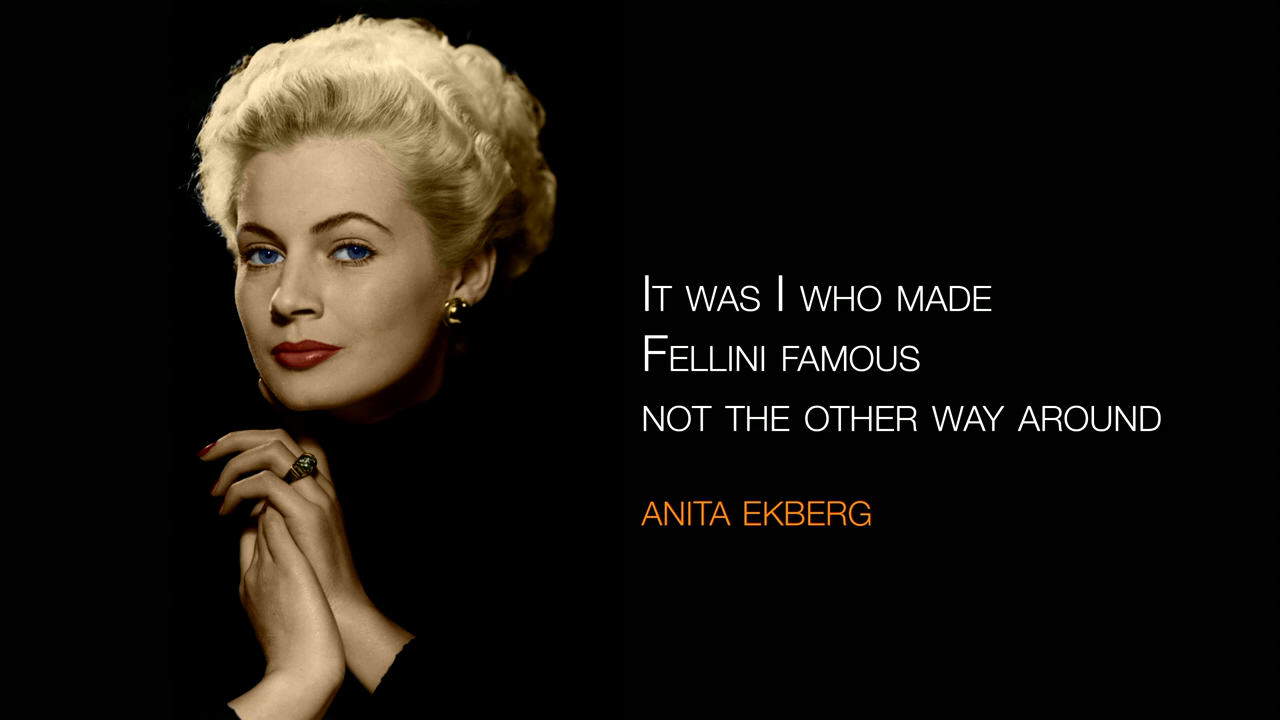 It was I who made
Fellini famous
not the other way around
ANITA EKBERG